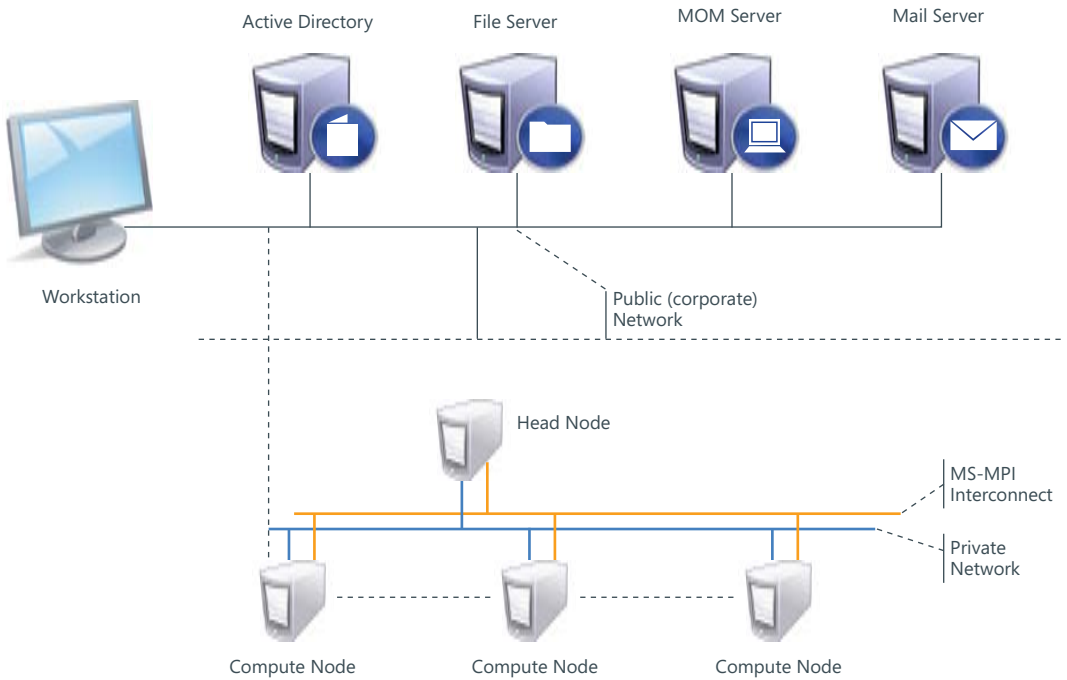 Active Directory
File Server
MOM Server
Mail Server
Workstation
Public (corporate)
Network
Head Node
MS-MPI
Interconnect
Private
Network
Compute Node
Compute Node
Compute Node